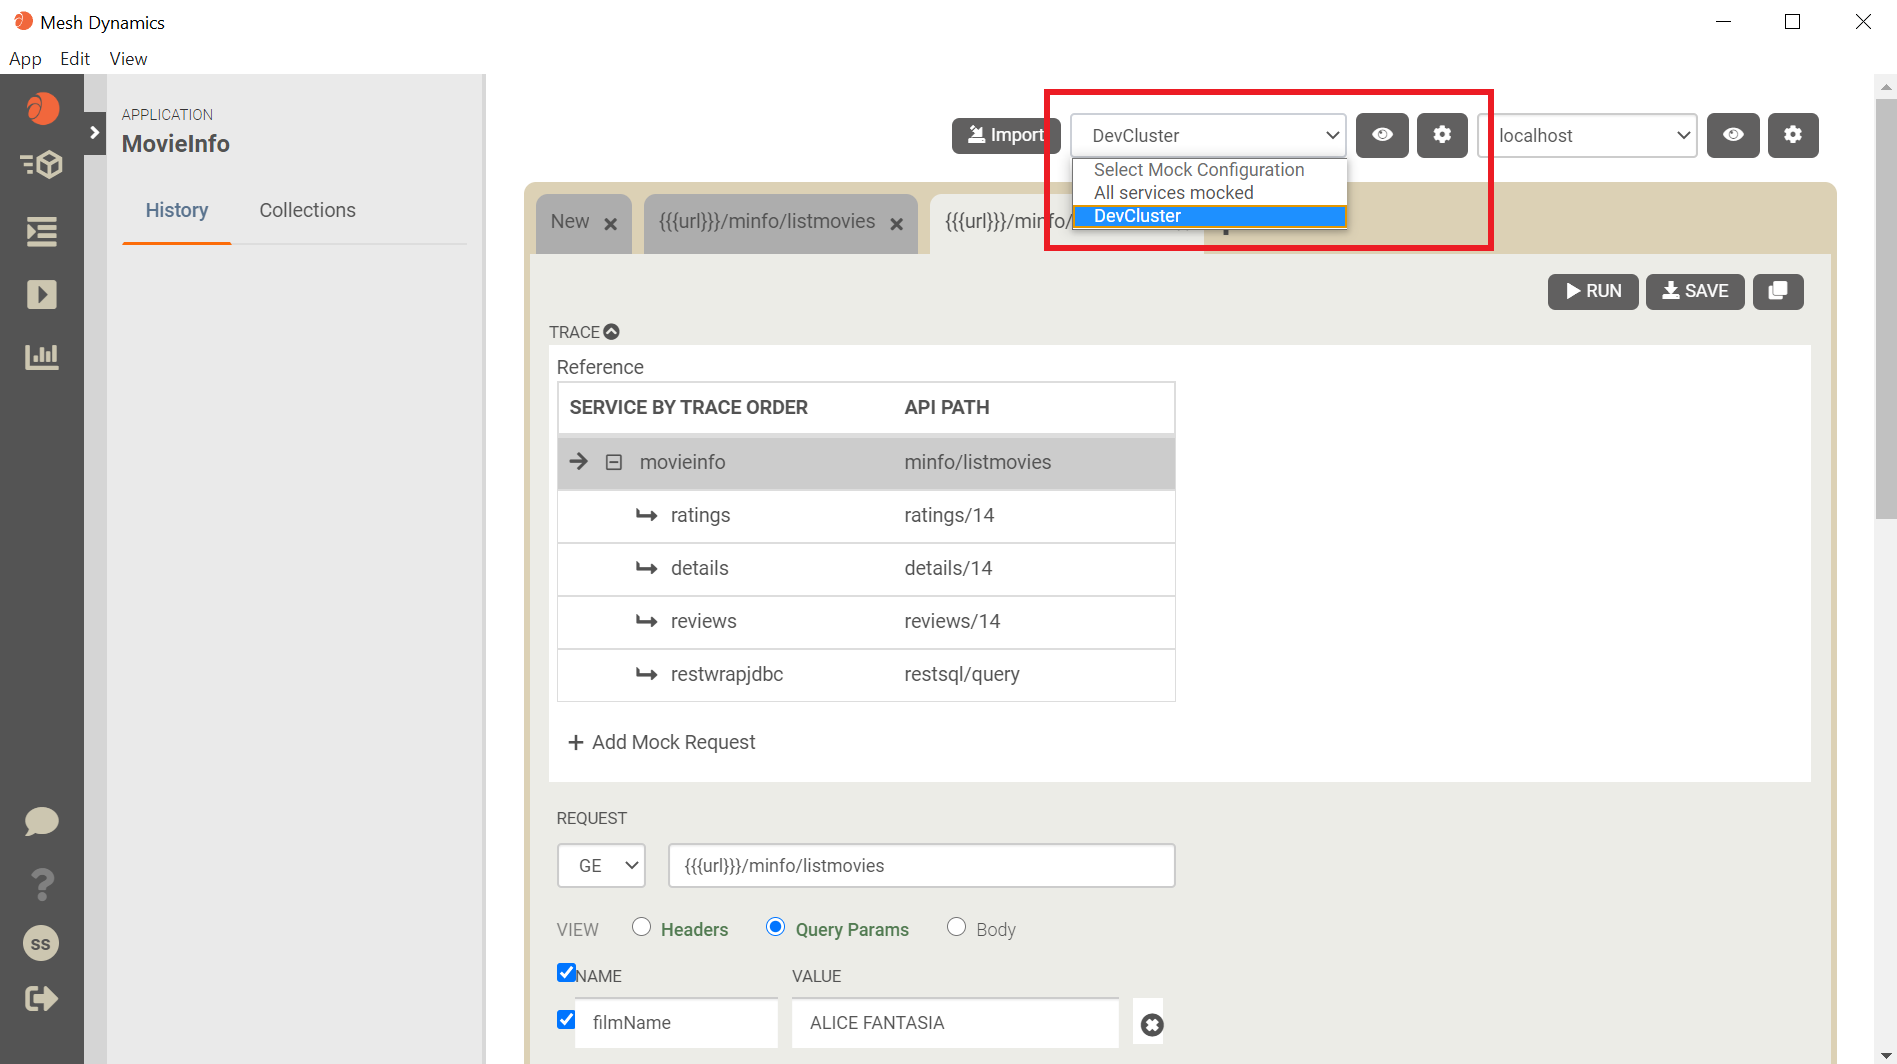 Mesh Dynamics
App Edit View
APPLICATION
MovieInfo
History Collections
Import DevCluster localhost
Select Mock Configuration
All services mocked
DevCluster
New {{{url}}}/minfo/listmovies {{{url}}}/minfo/
RUN SAVE
TRACE
Reference
SERVICE BY TRACE ORDER API PATH
movieinfo minfo/listmovies
ratings ratings/14
details details/14
reviews reviews/14
restwrapjdbc restsql/query
+ Add Mock Request
REQUEST
GE {{{url}}}/minfo/listmovies
VIEW Headers Query Params Body
NAME VALUE
filmName ALICE FANTASIA
SS